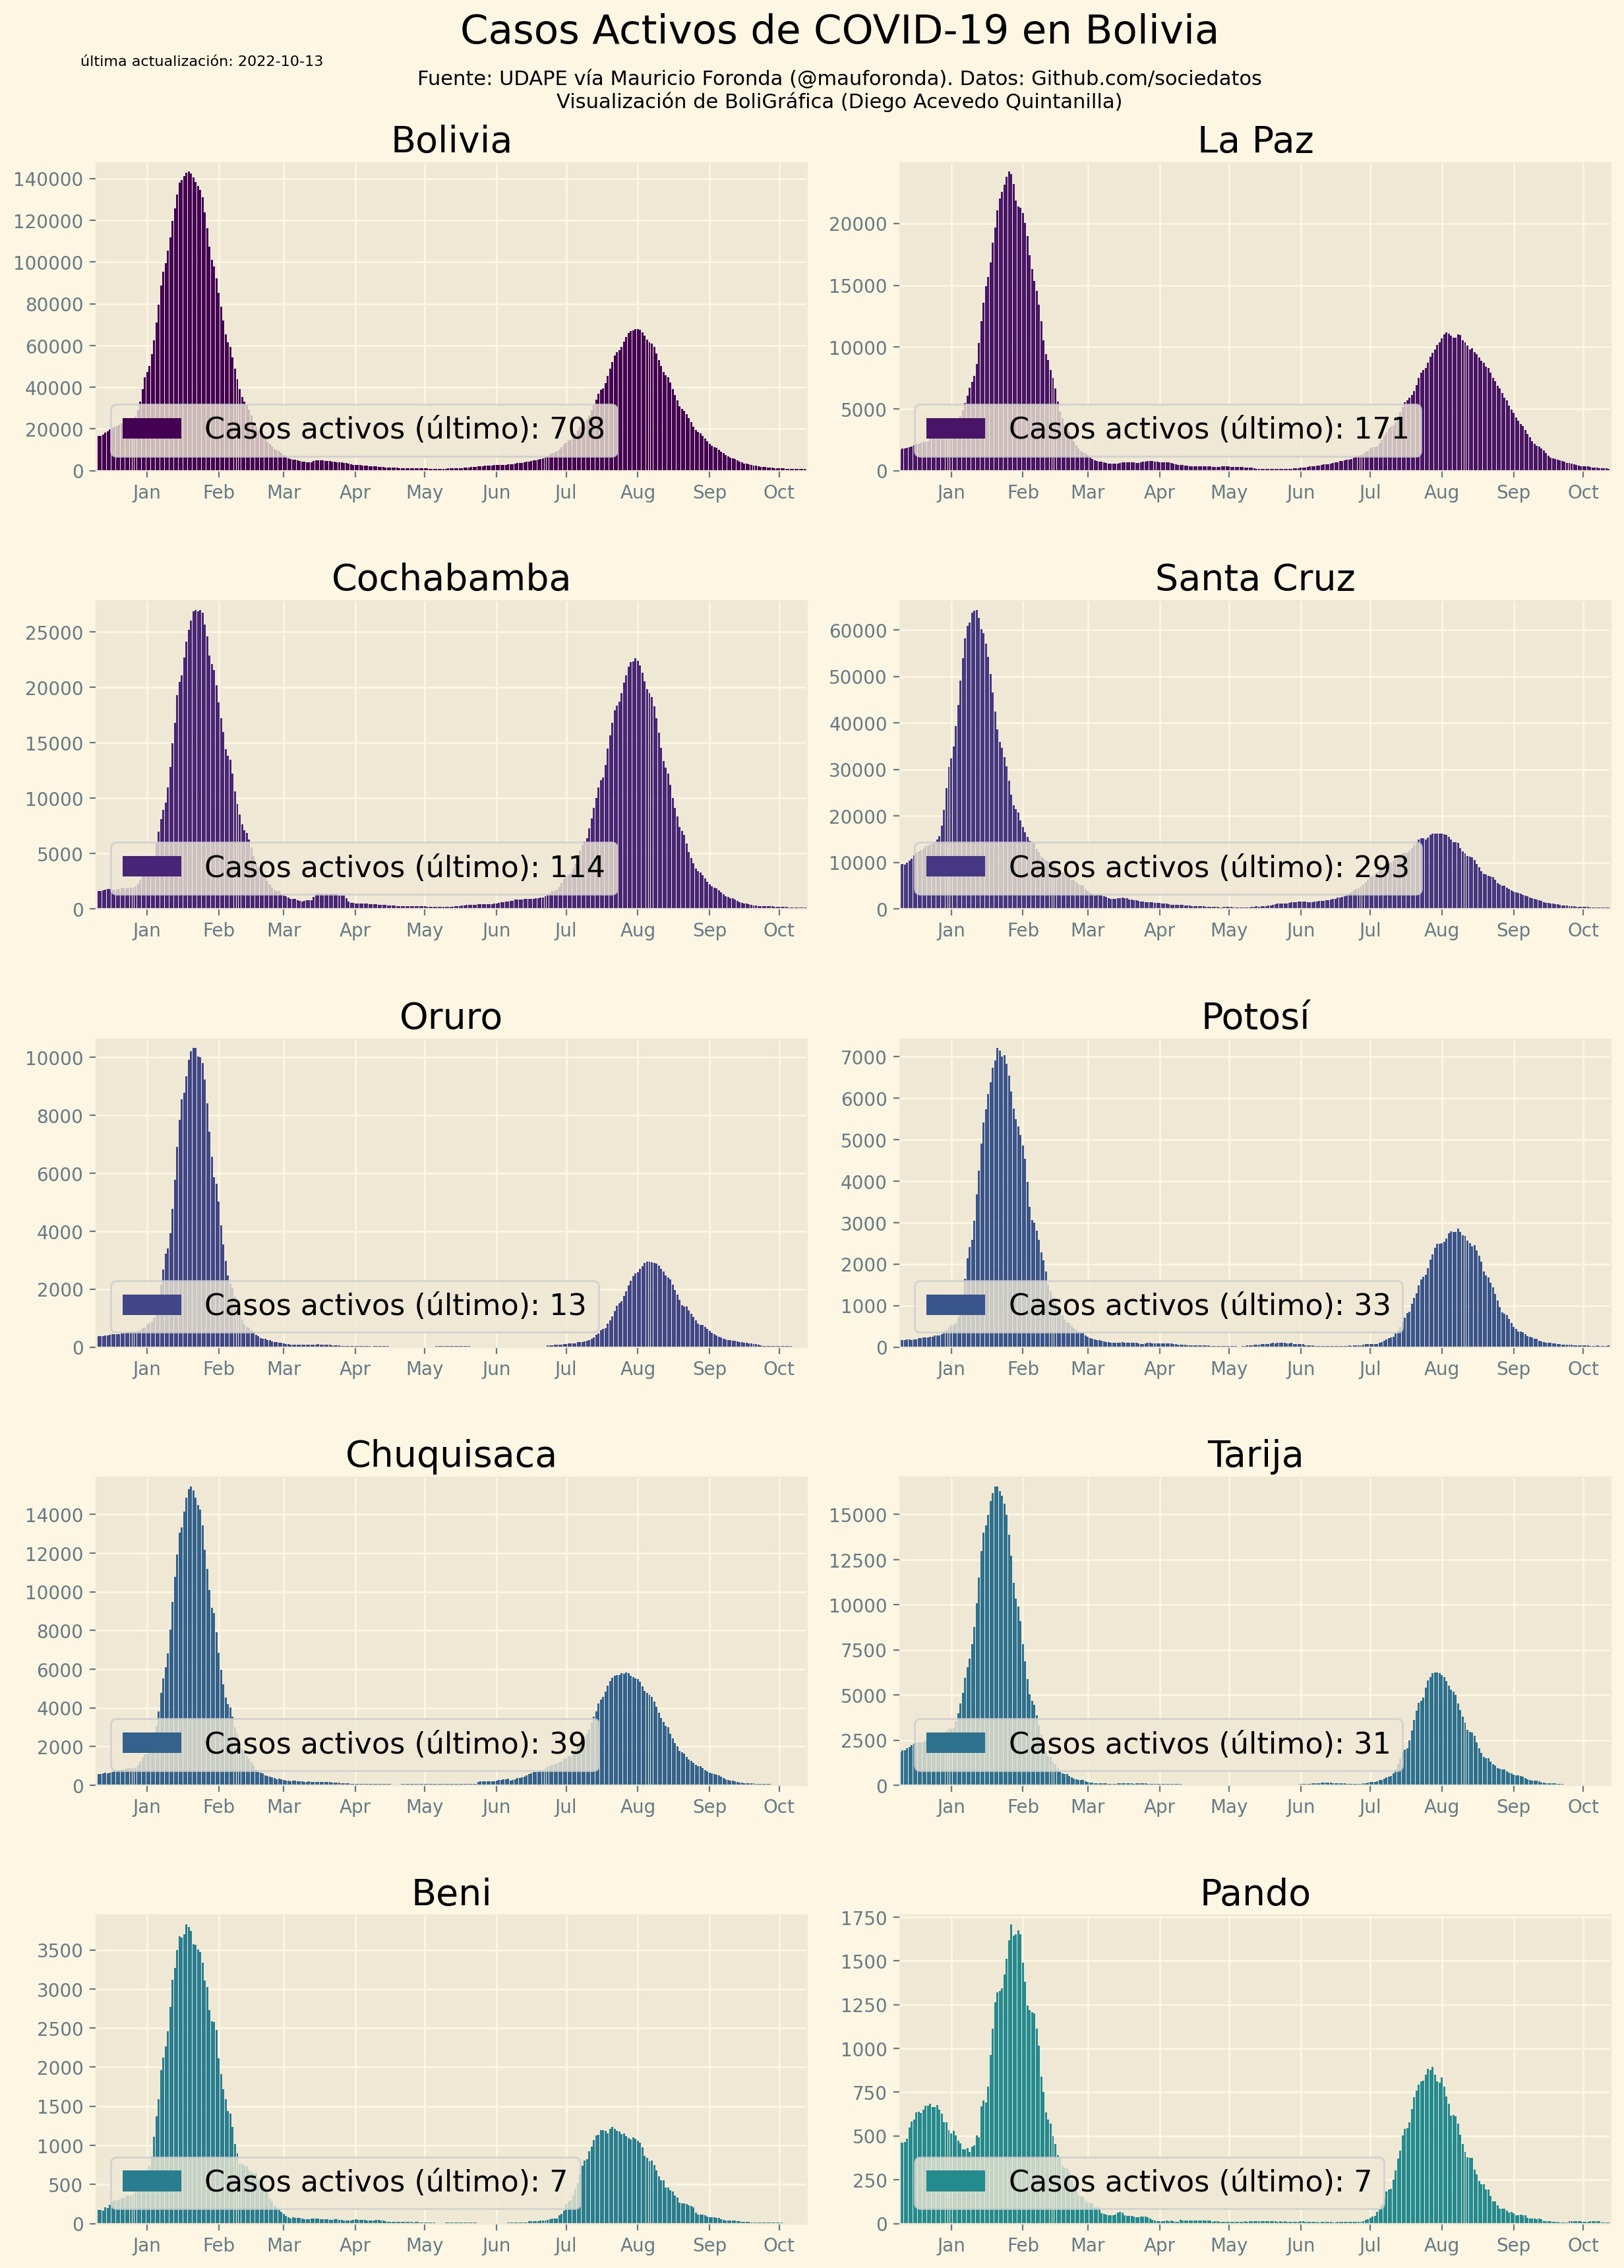 Casos Activos de COVID-19 en Bolivia
última actualización: 2022-10-13
Fuente: UDAPE vía Mauricio Foronda (@mauforonda). Datos: Github.com/sociedatos
Visualización de BoliGráfica (Diego Acevedo Quintanilla)
Bolivia
140000
120000
100000
80000
60000
40000
20000
0
Casos activos (último): 708
Jan Feb Mar Apr May Jun Jul Aug Sep Oct
La Paz
20000
15000
10000
5000
0
Casos activos (último): 171
Jan Feb Mar Apr May Jun Jul Aug Sep Oct
Cochabamba
25000
20000
15000
10000
5000
0
Casos activos (último): 114
Jan Feb Mar Apr May Jun Jul Aug Sep Oct
Santa Cruz
60000
50000
40000
30000
20000
10000
0
Casos activos (último): 293
Jan Feb Mar Apr May Jun Jul Aug Sep Oct
Oruro
10000
8000
6000
4000
2000
0
Casos activos (último): 13
Jan Feb Mar Apr May Jun Jul Aug Sep Oct
Potosí
7000
6000
5000
4000
3000
2000
1000
0
Casos activos (último): 33
Jan Feb Mar Apr May Jun Jul Aug Sep Oct
Chuquisaca
14000
12000
10000
8000
6000
4000
2000
0
Casos activos (último): 39
Jan Feb Mar Apr May Jun Jul Aug Sep Oct
Tarija
15000
12500
10000
7500
5000
2500
0
Casos activos (último): 31
Jan Feb Mar Apr May Jun Jul Aug Sep Oct
Beni
3500
3000
2500
2000
1500
1000
500
0
Casos activos (último): 7
Jan Feb Mar Apr May Jun Jul Aug Sep Oct
Pando
1750
1500
1250
1000
750
500
250
0
Casos activos (último): 7
Jan Feb Mar Apr May Jun Jul Aug Sep Oct